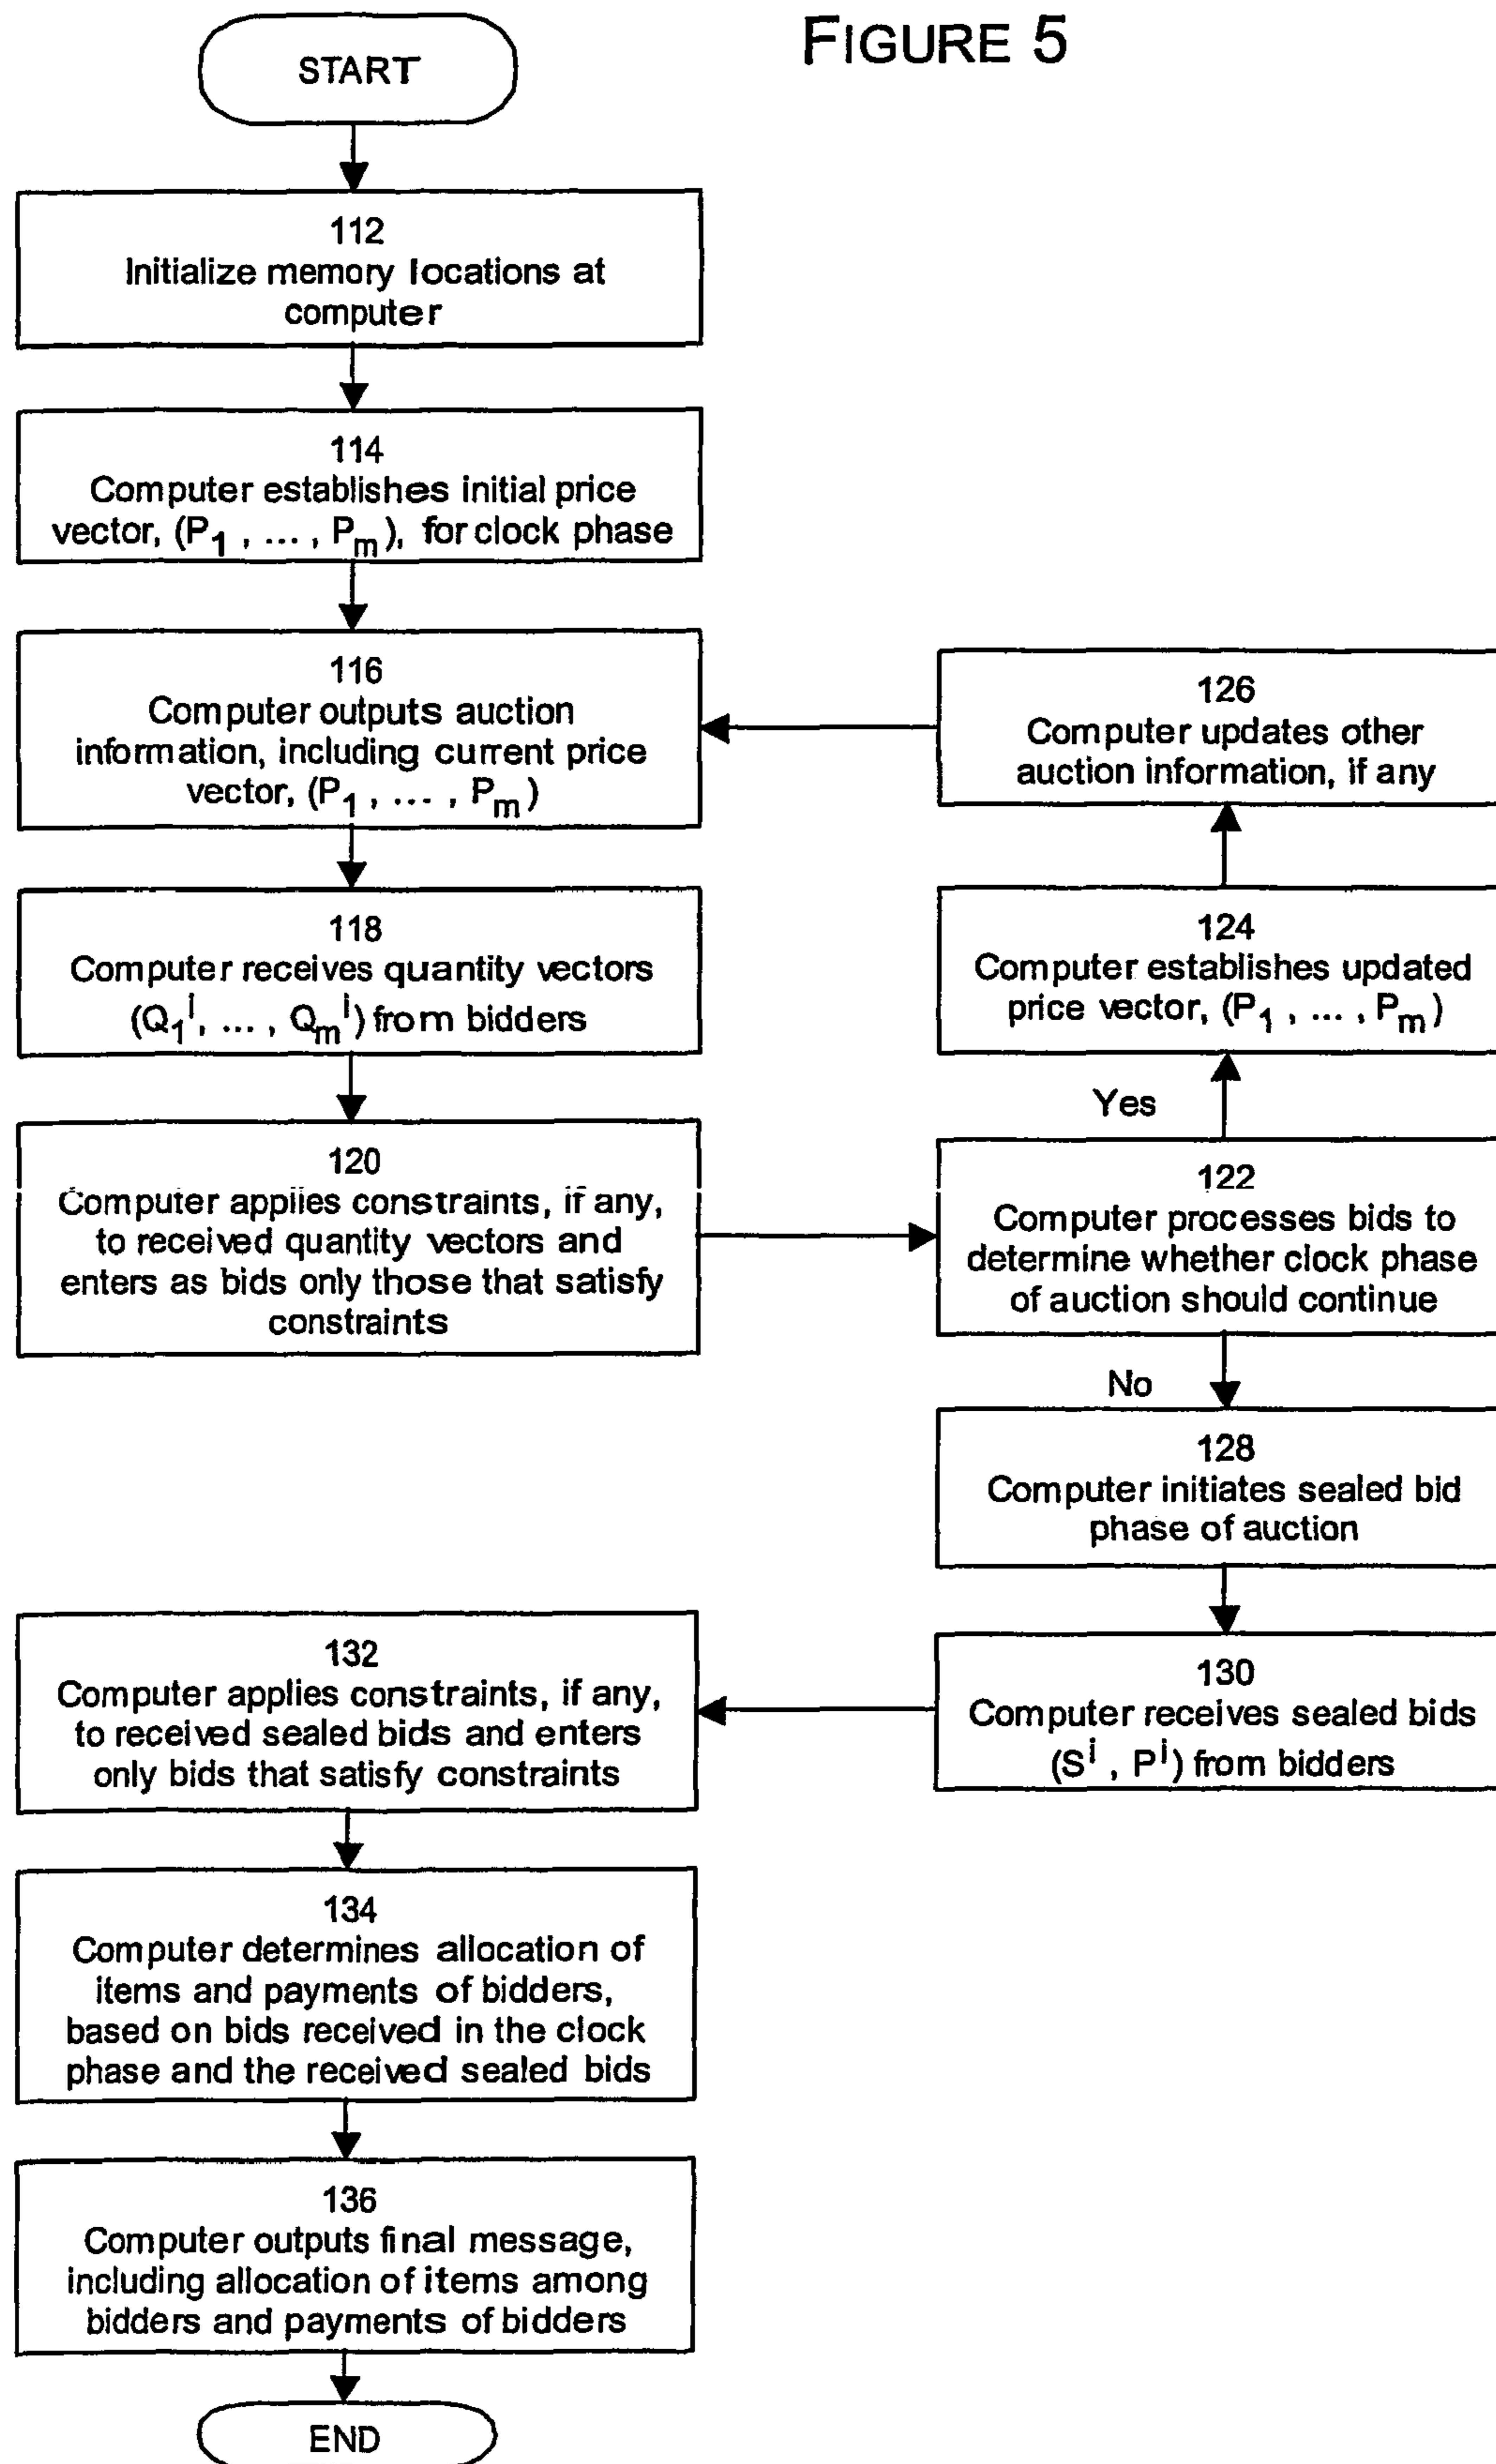 FIGURE 5
START
112
Initialize memory locations at
computer
114
Computer establishes initial price
vector, (P₁ , ... , Pₘ), for clock phase
116
Computer outputs auction
information, including current price
vector, (P₁ , ... , Pₘ)
118
Computer receives quantity vectors
(Q₁ⁱ, ... , Qₘⁱ) from bidders
120
Computer applies constraints, if any,
to received quantity vectors and
enters as bids only those that satisfy
constraints
122
Computer processes bids to
determine whether clock phase
of auction should continue
Yes
124
Computer establishes updated
price vector, (P₁ , ... , Pₘ)
126
Computer updates other
auction information, if any
No
128
Computer initiates sealed bid
phase of auction
130
Computer receives sealed bids
(Sⁱ , Pⁱ) from bidders
132
Computer applies constraints, if any,
to received sealed bids and enters
only bids that satisfy constraints
134
Computer determines allocation of
items and payments of bidders,
based on bids received in the clock
phase and the received sealed bids
136
Computer outputs final message,
including allocation of items among
bidders and payments of bidders
END